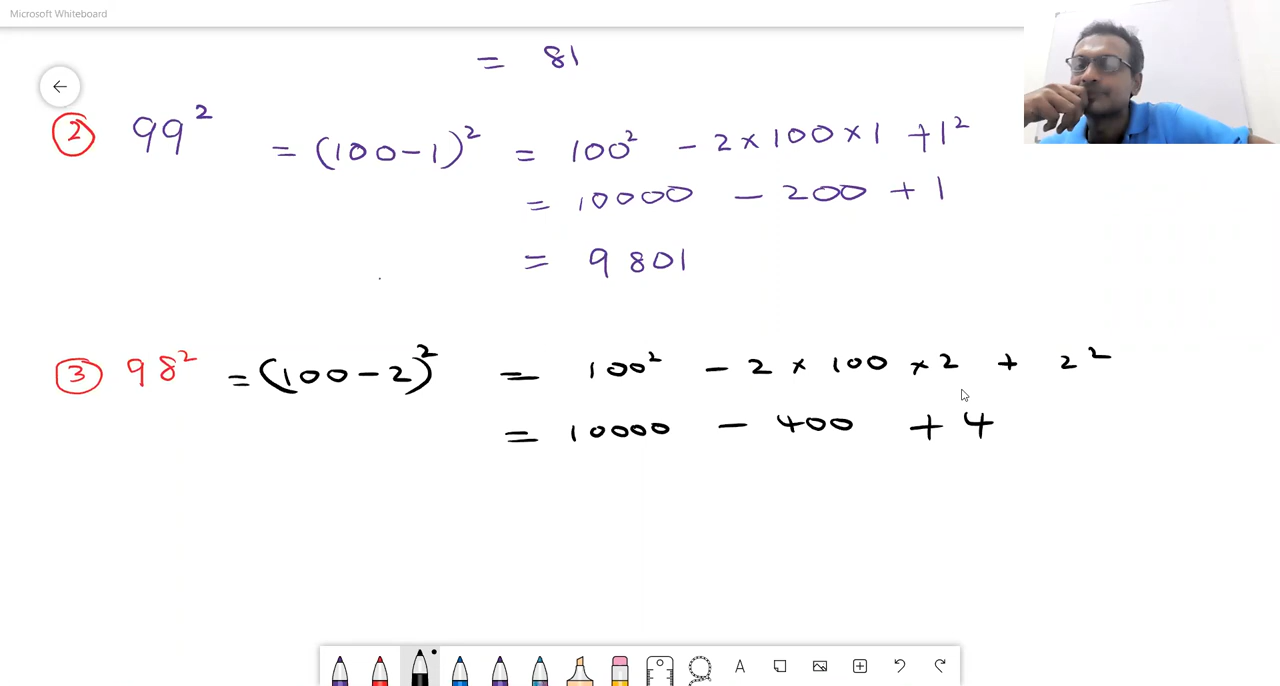 Microsoft Whiteboard
= 81
② 99² = (100-1)² = 100² - 2×100×1 + 1²
= 10000 - 200 + 1
= 9801
③ 98² = (100-2)² = 100² - 2 × 100 × 2 + 2²
= 10000 - 400 + 4
A